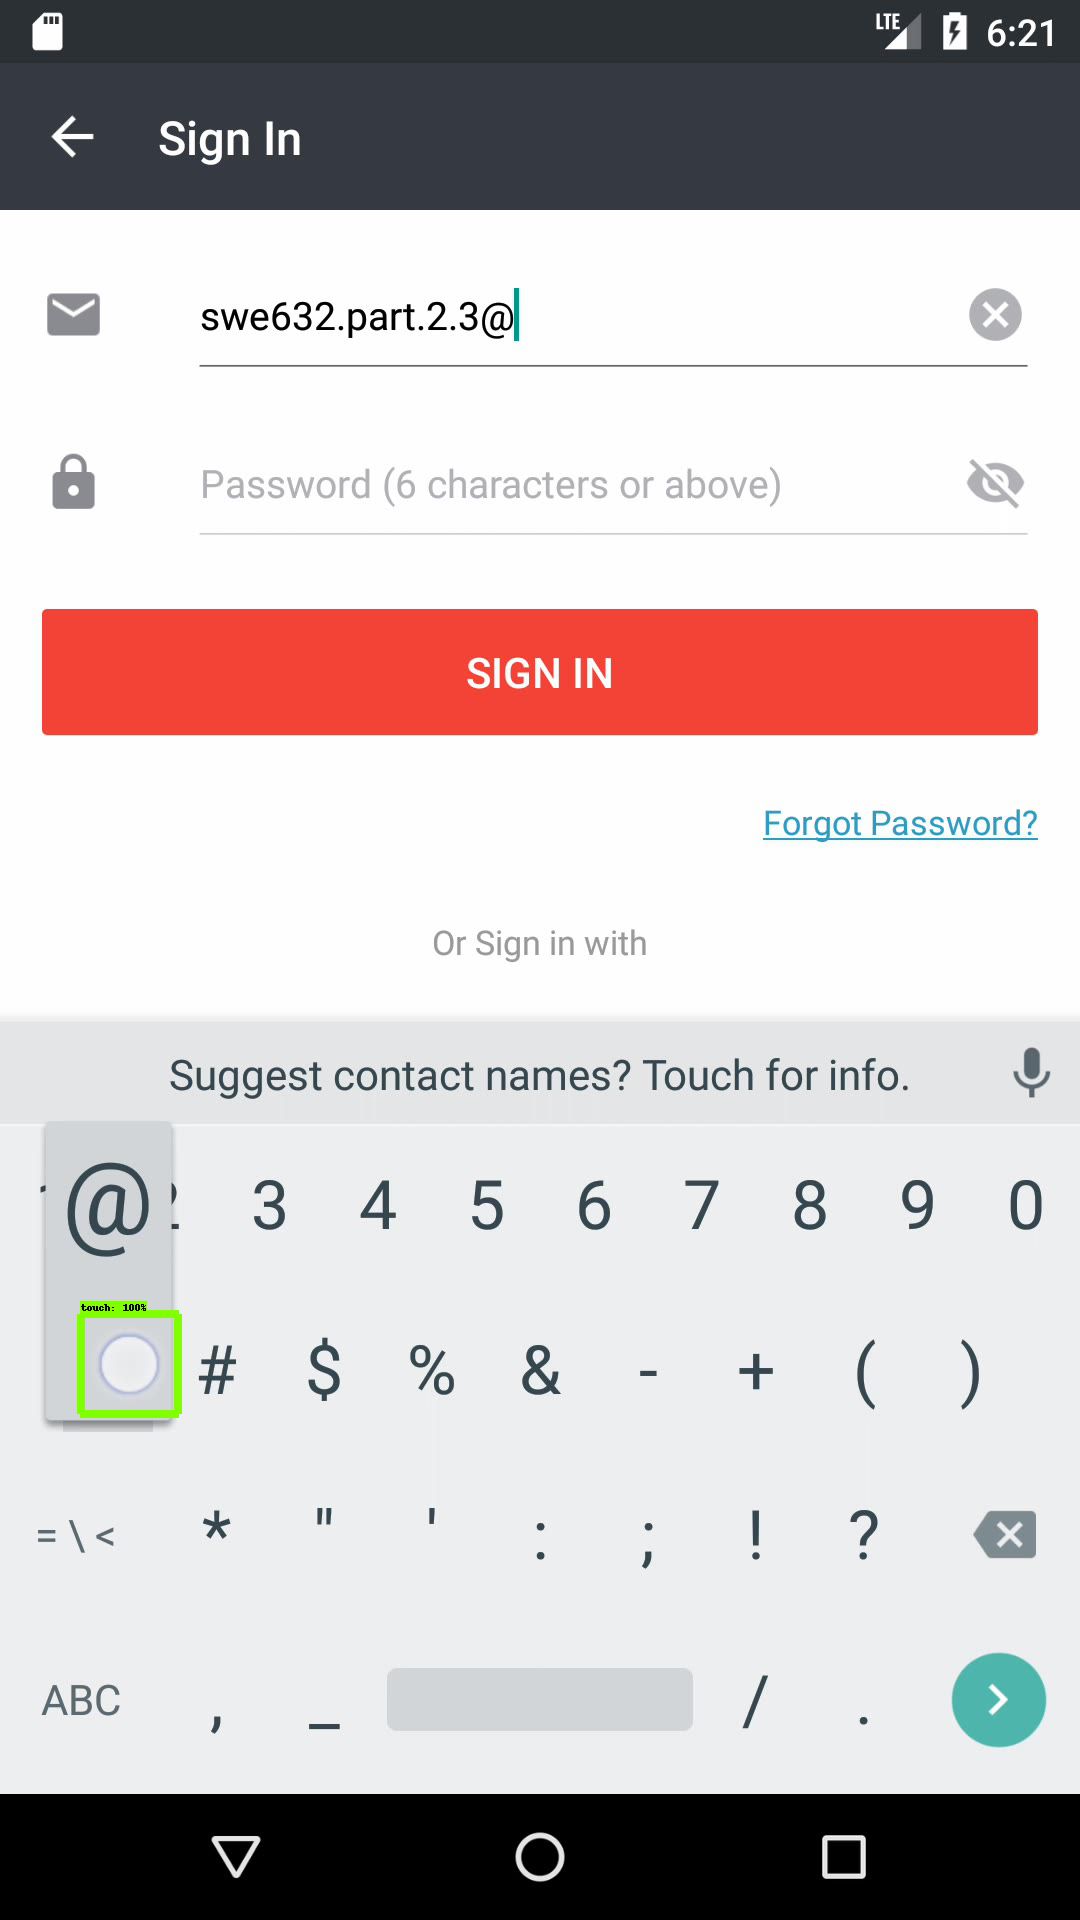 LTE 6:21
Sign In
swe632.part.2.3@
Password (6 characters or above)
SIGN IN
Forgot Password?
Or Sign in with
Suggest contact names? Touch for info.
@ 3 4 5 6 7 8 9 0
touch: 100%
# $ % & - + ( )
= \ < * " ' : ; ! ?
ABC , _ / .